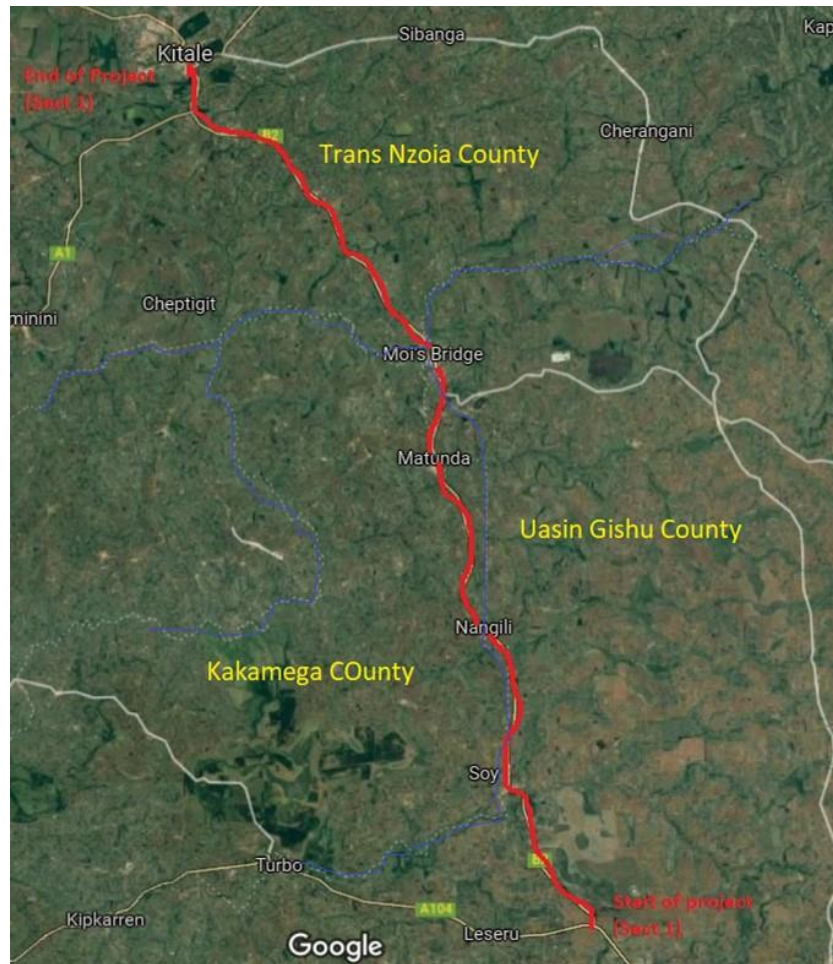 Sibanga
Kap
Kitale
End of Project
(Sect 1)
Cherangani
B2
Trans Nzoia County
A1
Cheptigit
minini
Moi's Bridge
Matunda
Uasin Gishu County
Nangili
Kakamega COunty
Soy
Turbo
Start of project
(Sect 1)
A104
Kipkarren
Leseru
Google